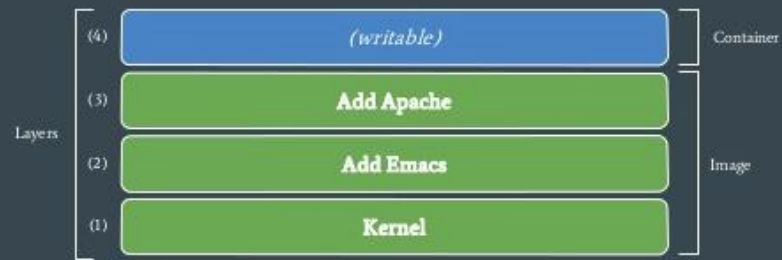 (4)
(writable)
Container
(3)
Add Apache
Layers
(2)
Add Emacs
Image
(1)
Kernel